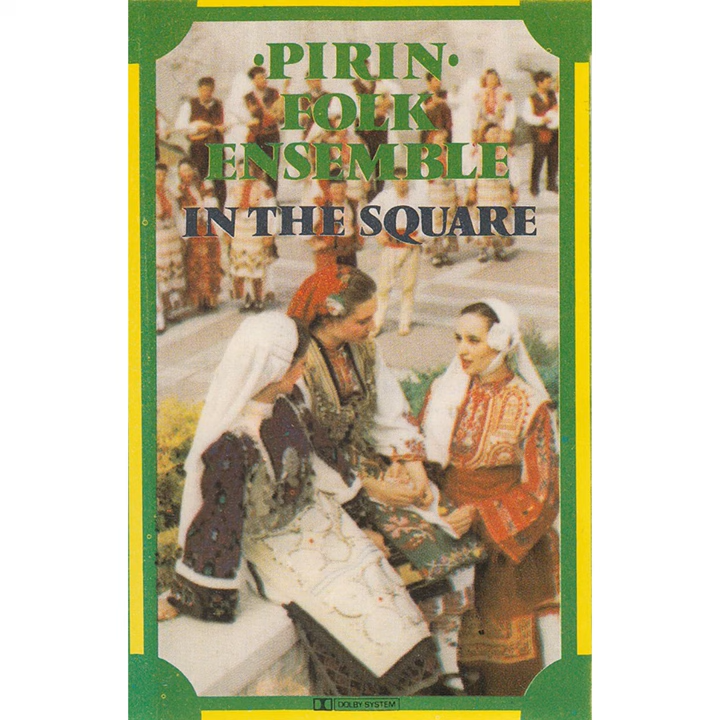 ·PIRIN·
FOLK
ENSEMBLE
IN THE SQUARE
DOLBY SYSTEM